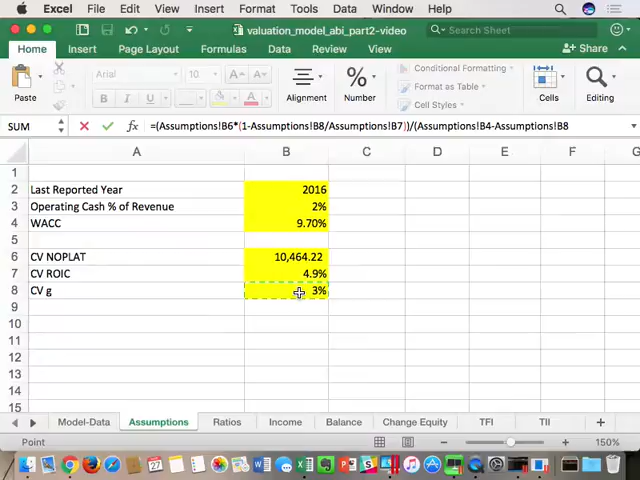 Excel File Edit View Insert Format Tools Data Window Help
valuation_model_abi_part2-video
Search Sheet
Home Insert Page Layout Formulas Data Review View Share
Paste
Arial 10
B I U A
Alignment
Number
Conditional Formatting
Format as Table
Cell Styles
Cells
Editing
SUM fx =(Assumptions!B6*(1-Assumptions!B8/Assumptions!B7))/(Assumptions!B4-Assumptions!B8
A B C D E F G
1
2 Last Reported Year 2016
3 Operating Cash % of Revenue 2%
4 WACC 9.70%
5
6 CV NOPLAT 10,464.22
7 CV ROIC 4.9%
8 CV g 3%
9
10
11
12
13
14
15
Model-Data Assumptions Ratios Income Balance Change Equity TFI TII
Point 150%